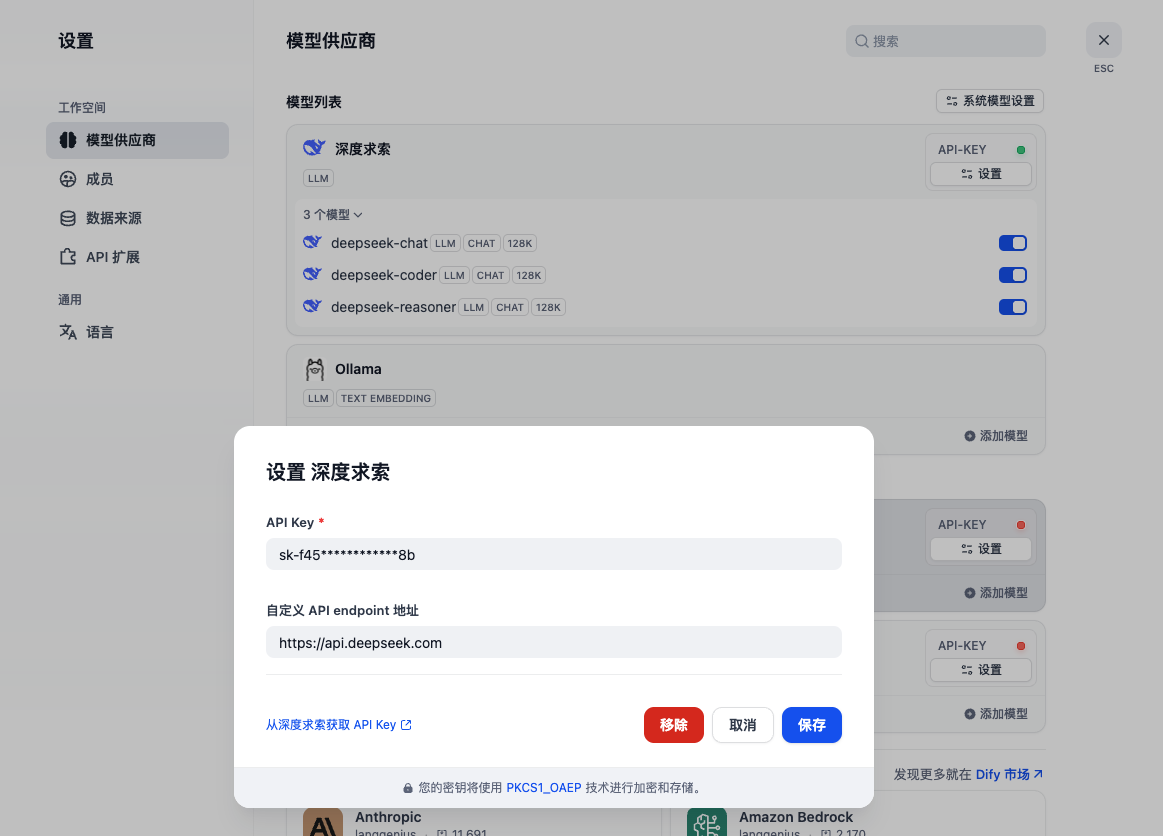 设置
工作空间
模型供应商
成员
数据来源
API 扩展
通用
语言
模型供应商
搜索
ESC
模型列表
系统模型设置
深度求索
LLM
API-KEY
设置
3 个模型
deepseek-chat LLM CHAT 128K
deepseek-coder LLM CHAT 128K
deepseek-reasoner LLM CHAT 128K
Ollama
LLM TEXT EMBEDDING
添加模型
API-KEY
设置
添加模型
API-KEY
设置
添加模型
设置 深度求索
API Key *
sk-f45************8b
自定义 API endpoint 地址
https://api.deepseek.com
从深度求索获取 API Key
移除 取消 保存
您的密钥将使用 PKCS1_OAEP 技术进行加密和存储。
发现更多就在 Dify 市场
Anthropic
langgenius · 11,691
Amazon Bedrock
langgenius · 2,170